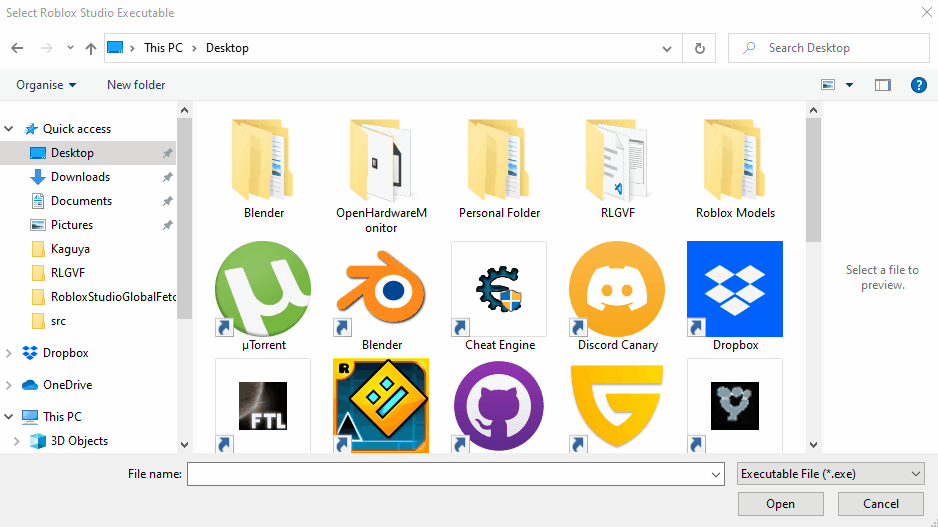 Select Roblox Studio Executable
This PC
Desktop
Search Desktop
Organise
New folder
?
Quick access
Desktop
Downloads
Documents
Pictures
Kaguya
RLGVF
RobloxStudioGlobalFetc
src
Dropbox
OneDrive
This PC
3D Objects
Blender
OpenHardwareM
onitor
Personal Folder
RLGVF
Roblox Models
µ
µTorrent
Blender
Cheat Engine
Discord Canary
Dropbox
FTL
R
Select a file to
preview.
File name:
Executable File (*.exe)
Open
Cancel